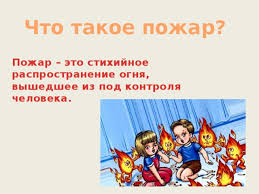 Что такое пожар?
Пожар – это стихийное
распространение огня,
вышедшее из под контроля
человека.